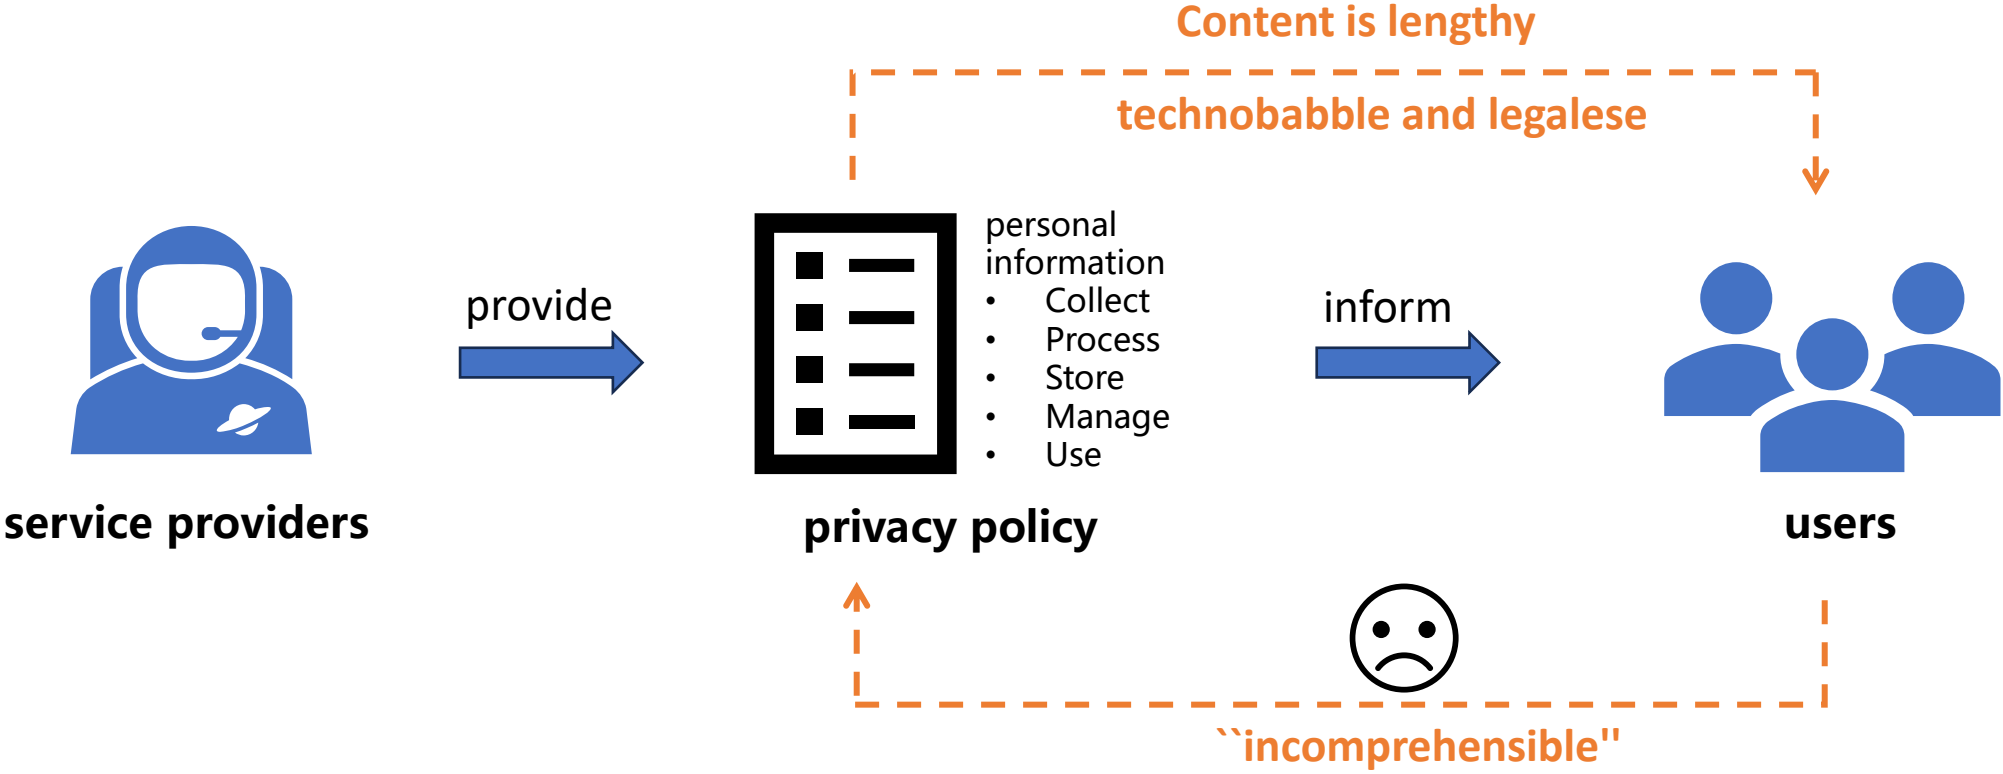 Content is lengthy
technobabble and legalese
personal
information
• Collect
• Process
• Store
• Manage
• Use
provide
inform
service providers
privacy policy
users
``incomprehensible''